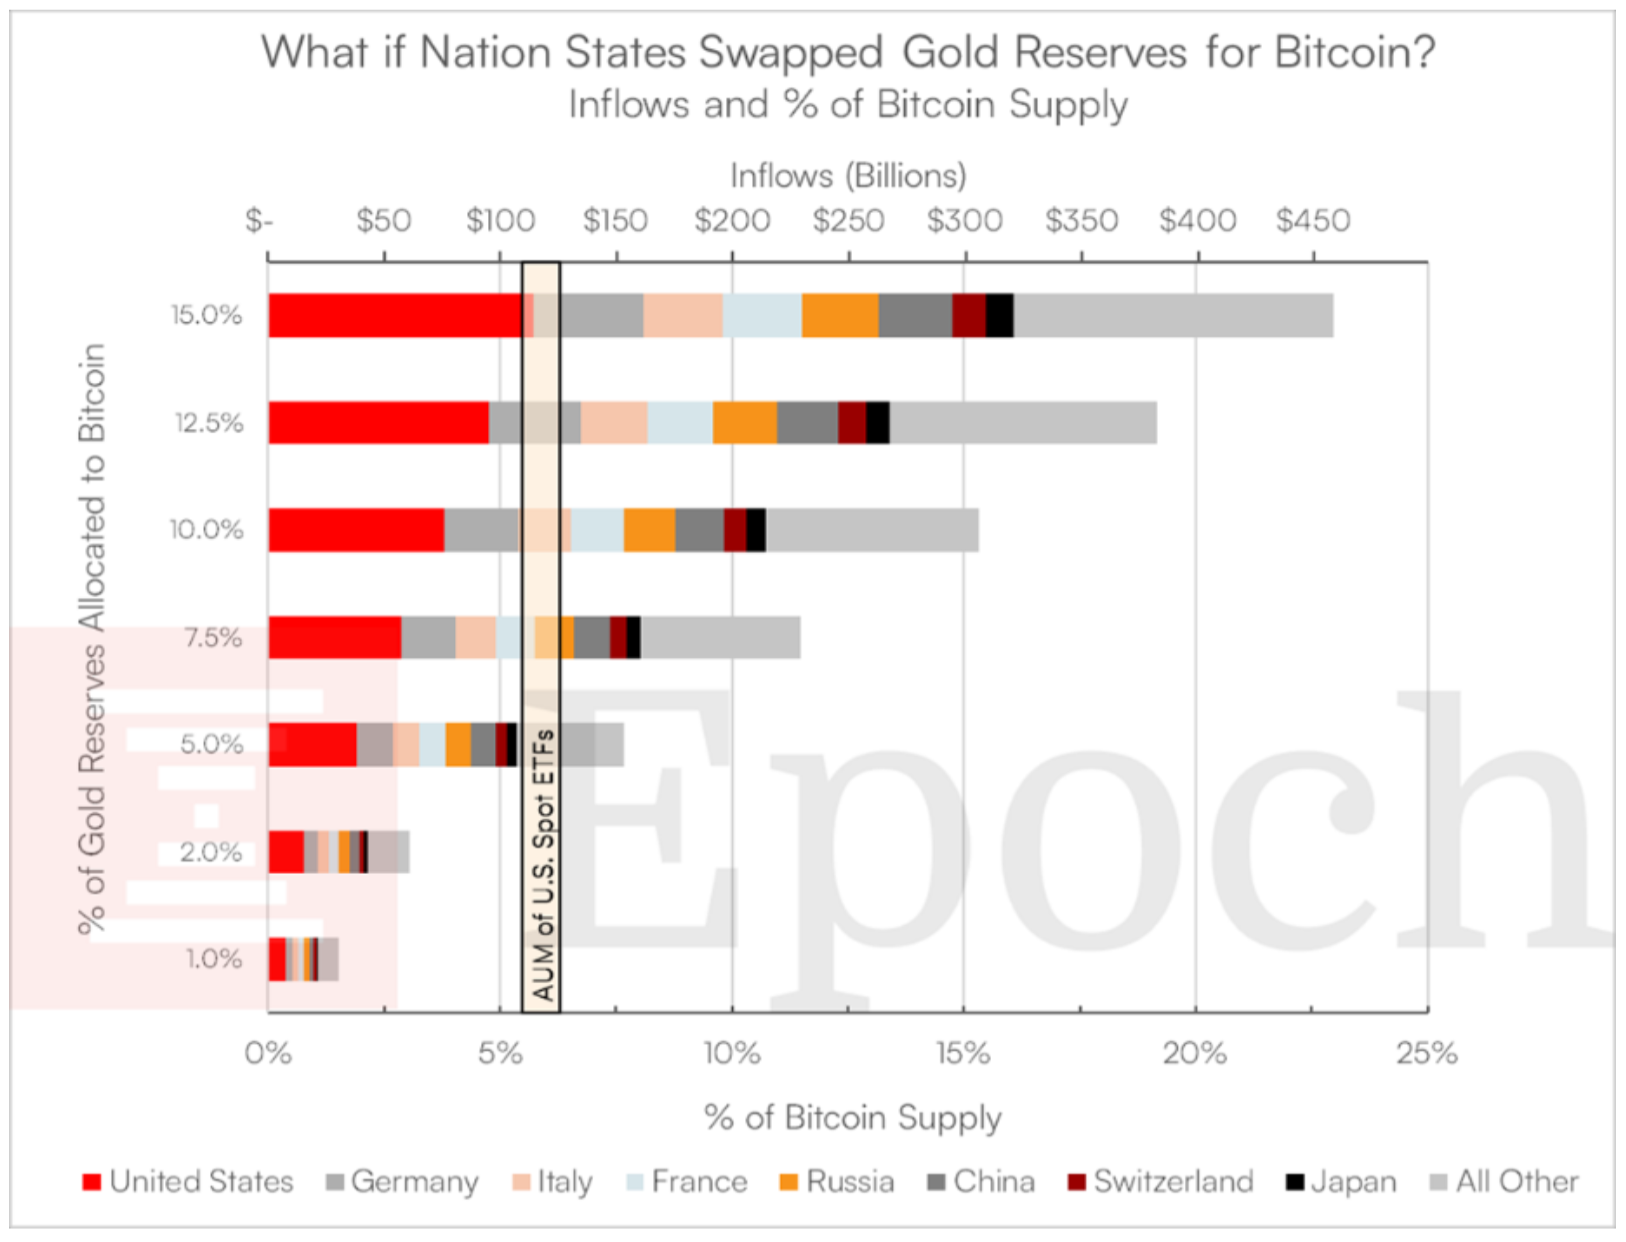 What if Nation States Swapped Gold Reserves for Bitcoin?
Inflows and % of Bitcoin Supply
Inflows (Billions)
$- $50 $100 $150 $200 $250 $300 $350 $400 $450
% of Gold Reserves Allocated to Bitcoin
15.0%
12.5%
10.0%
7.5%
5.0%
2.0%
1.0%
AUM of U.S. Spot ETFs
Epoch
0% 5% 10% 15% 20% 25%
% of Bitcoin Supply
United States Germany Italy France Russia China Switzerland Japan All Other